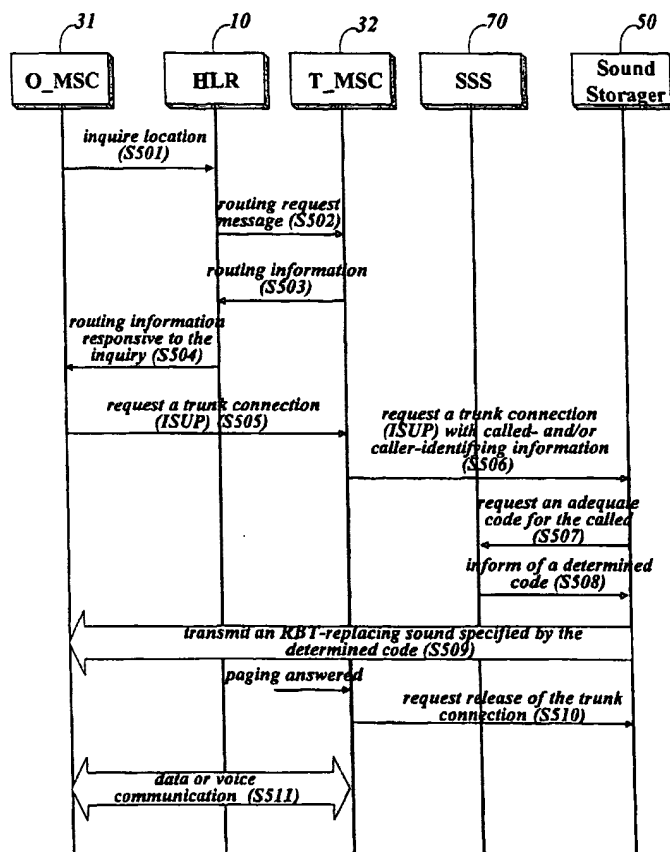 31
10
32
70
50
O_MSC
HLR
T_MSC
SSS
Sound
Storager
inquire location
(S501)
routing request
message (S502)
routing information
(S503)
routing information
responsive to the
inquiry (S504)
request a trunk connection
(ISUP) (S505)
request a trunk connection
(ISUP) with called- and/or
caller-identifying information
(S506)
request an adequate
code for the called
(S507)
inform of a determined
code (S508)
transmit an RBT-replacing sound specified by the
determined code (S509)
paging answered
request release of the trunk
connection (S510)
data or voice
communication (S511)